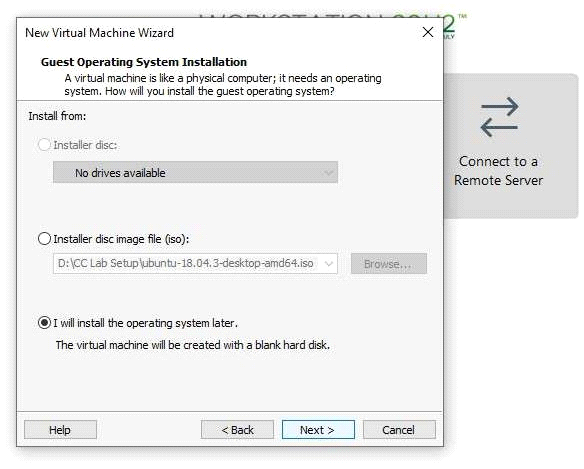 New Virtual Machine Wizard
Guest Operating System Installation
A virtual machine is like a physical computer; it needs an operating
system. How will you install the guest operating system?
Install from:
Installer disc:
No drives available
Installer disc image file (iso):
D:\CC Lab Setup\ubuntu-18.04.3-desktop-amd64.iso
Browse...
I will install the operating system later.
The virtual machine will be created with a blank hard disk.
Help
< Back
Next >
Cancel
Connect to a
Remote Server